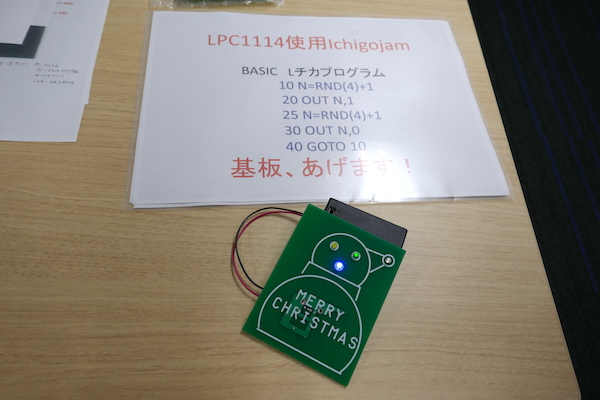 LPC1114使用Ichigojam
BASIC Lチカプログラム
10 N=RND(4)+1
20 OUT N,1
25 N=RND(4)+1
30 OUT N,0
40 GOTO 10
基板、あげます！
MERRY
CHRISTMAS